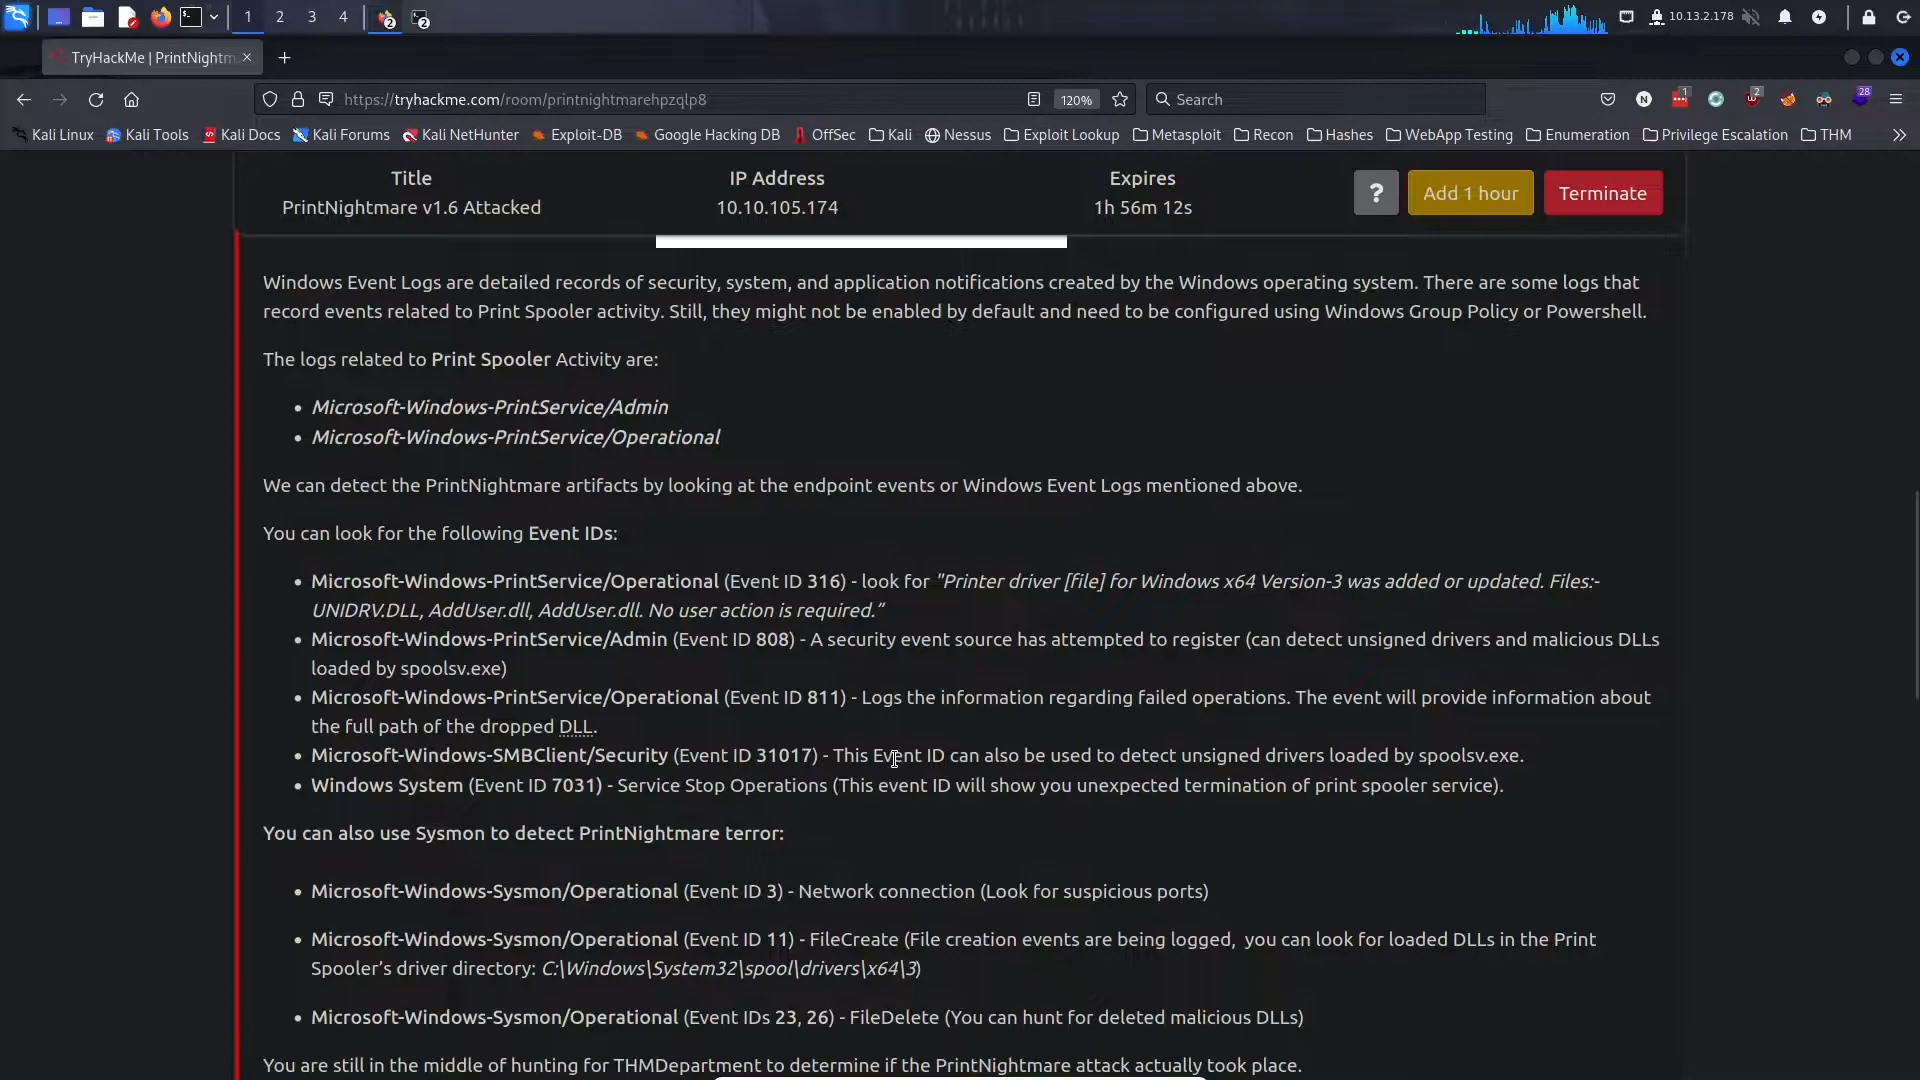 1 2 3 4 2 2 10.13.2.178
TryHackMe | PrintNightm
https://tryhackme.com/room/printnightmarehpzqlp8 120% Search N 1 2 28
Kali Linux Kali Tools Kali Docs Kali Forums Kali NetHunter Exploit-DB Google Hacking DB OffSec Kali Nessus Exploit Lookup Metasploit Recon Hashes WebApp Testing Enumeration Privilege Escalation THM
Title IP Address Expires
? Add 1 hour Terminate
PrintNightmare v1.6 Attacked 10.10.105.174 1h 56m 12s
Windows Event Logs are detailed records of security, system, and application notifications created by the Windows operating system. There are some logs that
record events related to Print Spooler activity. Still, they might not be enabled by default and need to be configured using Windows Group Policy or Powershell.
The logs related to Print Spooler Activity are:
• Microsoft-Windows-PrintService/Admin
• Microsoft-Windows-PrintService/Operational
We can detect the PrintNightmare artifacts by looking at the endpoint events or Windows Event Logs mentioned above.
You can look for the following Event IDs:
• Microsoft-Windows-PrintService/Operational (Event ID 316) - look for "Printer driver [file] for Windows x64 Version-3 was added or updated. Files:-
UNIDRV.DLL, AddUser.dll, AddUser.dll. No user action is required.”
• Microsoft-Windows-PrintService/Admin (Event ID 808) - A security event source has attempted to register (can detect unsigned drivers and malicious DLLs
loaded by spoolsv.exe)
• Microsoft-Windows-PrintService/Operational (Event ID 811) - Logs the information regarding failed operations. The event will provide information about
the full path of the dropped DLL.
• Microsoft-Windows-SMBClient/Security (Event ID 31017) - This Event ID can also be used to detect unsigned drivers loaded by spoolsv.exe.
• Windows System (Event ID 7031) - Service Stop Operations (This event ID will show you unexpected termination of print spooler service).
You can also use Sysmon to detect PrintNightmare terror:
• Microsoft-Windows-Sysmon/Operational (Event ID 3) - Network connection (Look for suspicious ports)
• Microsoft-Windows-Sysmon/Operational (Event ID 11) - FileCreate (File creation events are being logged,  you can look for loaded DLLs in the Print
Spooler’s driver directory: C:\Windows\System32\spool\drivers\x64\3)
• Microsoft-Windows-Sysmon/Operational (Event IDs 23, 26) - FileDelete (You can hunt for deleted malicious DLLs)
You are still in the middle of hunting for THMDepartment to determine if the PrintNightmare attack actually took place.